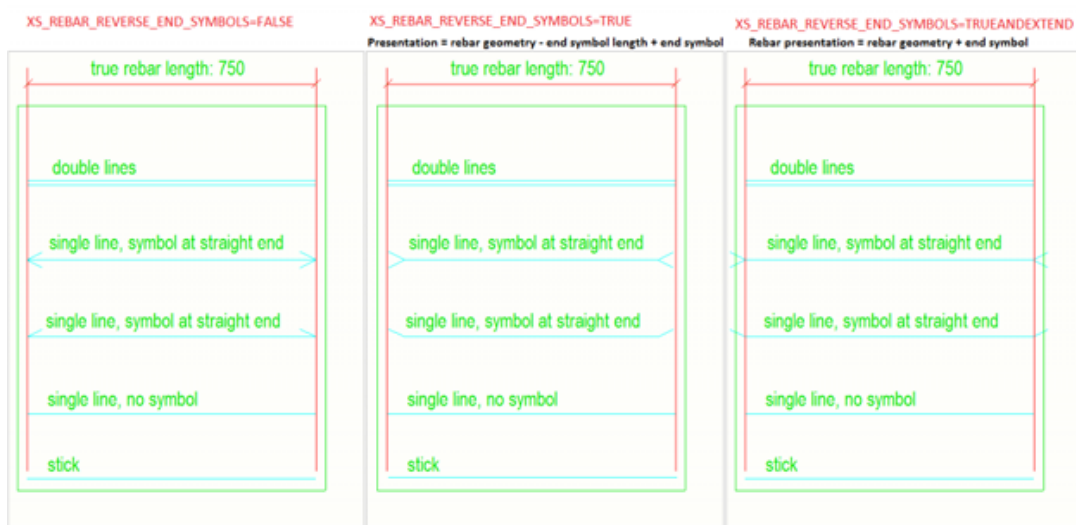 XS_REBAR_REVERSE_END_SYMBOLS=FALSE
true rebar length: 750
double lines
single line, symbol at straight end
single line, symbol at straight end
single line, no symbol
stick
XS_REBAR_REVERSE_END_SYMBOLS=TRUE
Presentation = rebar geometry - end symbol length + end symbol
true rebar length: 750
double lines
single line, symbol at straight end
single line, symbol at straight end
single line, no symbol
stick
XS_REBAR_REVERSE_END_SYMBOLS=TRUEANDEXTEND
Rebar presentation = rebar geometry + end symbol
true rebar length: 750
double lines
single line, symbol at straight end
single line, symbol at straight end
single line, no symbol
stick